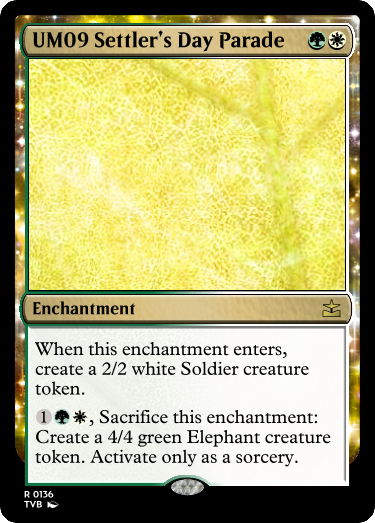 UM09 Settler's Day Parade
Enchantment
When this enchantment enters,
create a 2/2 white Soldier creature
token.
1, Sacrifice this enchantment:
Create a 4/4 green Elephant creature
token. Activate only as a sorcery.
R 0136
TVB